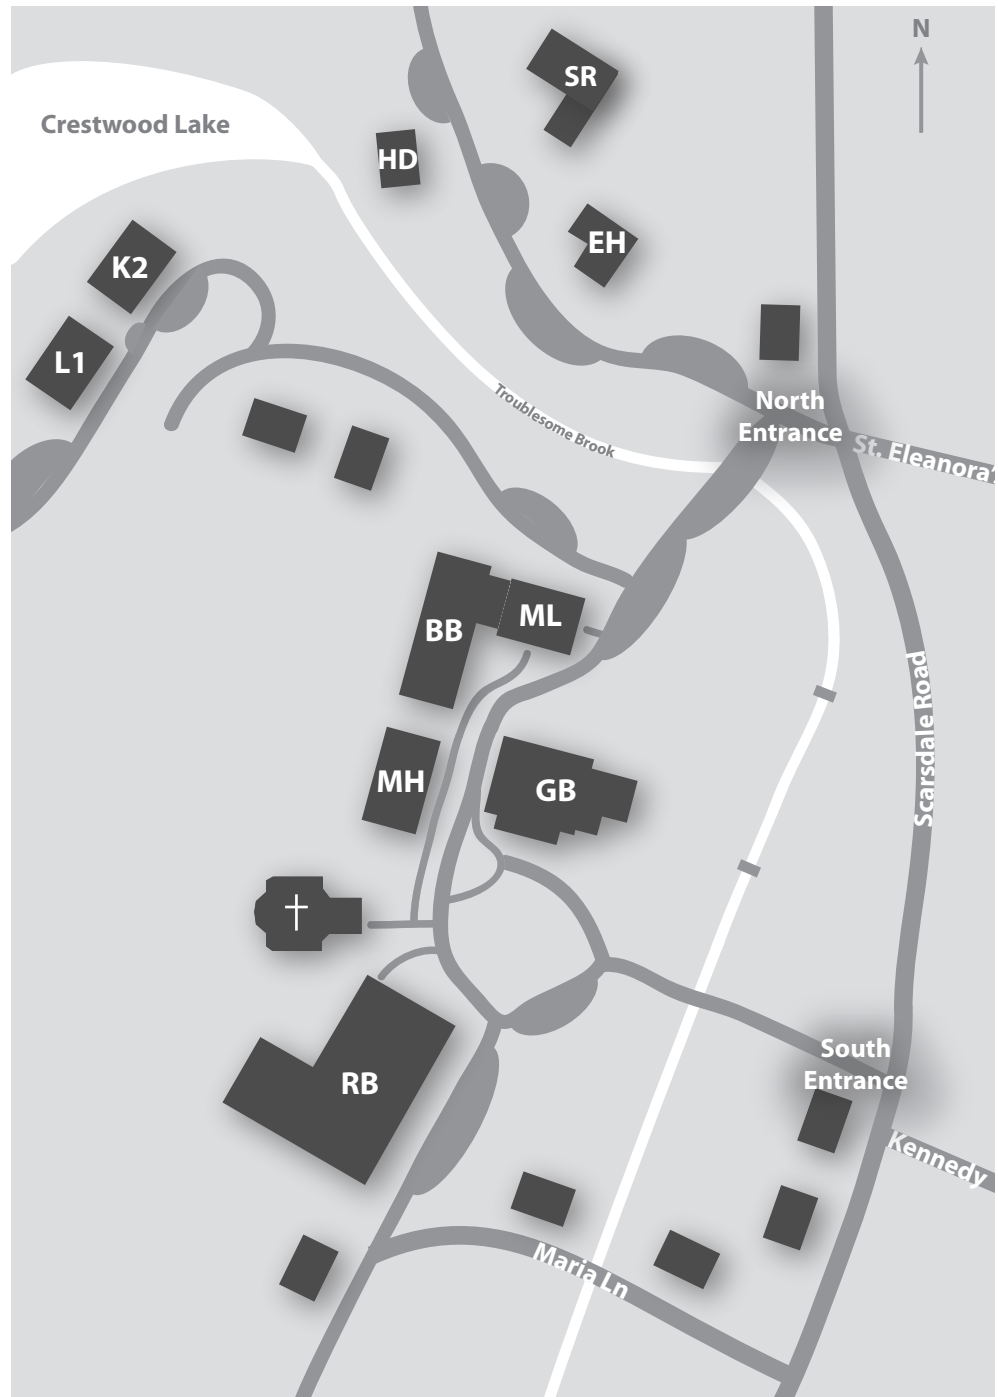 N
SR
Crestwood Lake
HD
EH
K2
L1
North
Entrance
Troublesome Brook
St. Eleanora'
ML
BB
Scarsdale Road
MH
GB
RB
South
Entrance
Kennedy
Maria Ln